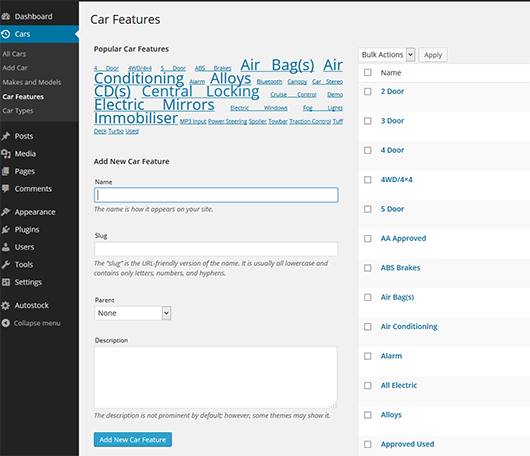 Dashboard
Cars
All Cars
Add Car
Makes and Models
Car Features
Car Types
Posts
Media
Pages
Comments
Appearance
Plugins
Users
Tools
Settings
Autostock
Collapse menu
Car Features
Popular Car Features
4 Door 4WD/4x4 5 Door ABS Brakes Air Bag(s) Air
Conditioning Alarm Alloys Bluetooth Canopy Car Stereo
CD(s) Central Locking Cruise Control Demo
Electric Mirrors Electric Windows Fog Lights
Immobiliser MP3 Input Power Steering Spoiler Towbar Traction Control Tuff
Deck Turbo Used
Add New Car Feature
Name
The name is how it appears on your site.
Slug
The “slug” is the URL-friendly version of the name. It is usually all lowercase and
contains only letters, numbers, and hyphens.
Parent
None
Description
The description is not prominent by default; however, some themes may show it.
Add New Car Feature
Bulk Actions Apply
Name
2 Door
3 Door
4 Door
4WD/4×4
5 Door
AA Approved
ABS Brakes
Air Bag(s)
Air Conditioning
Alarm
All Electric
Alloys
Approved Used